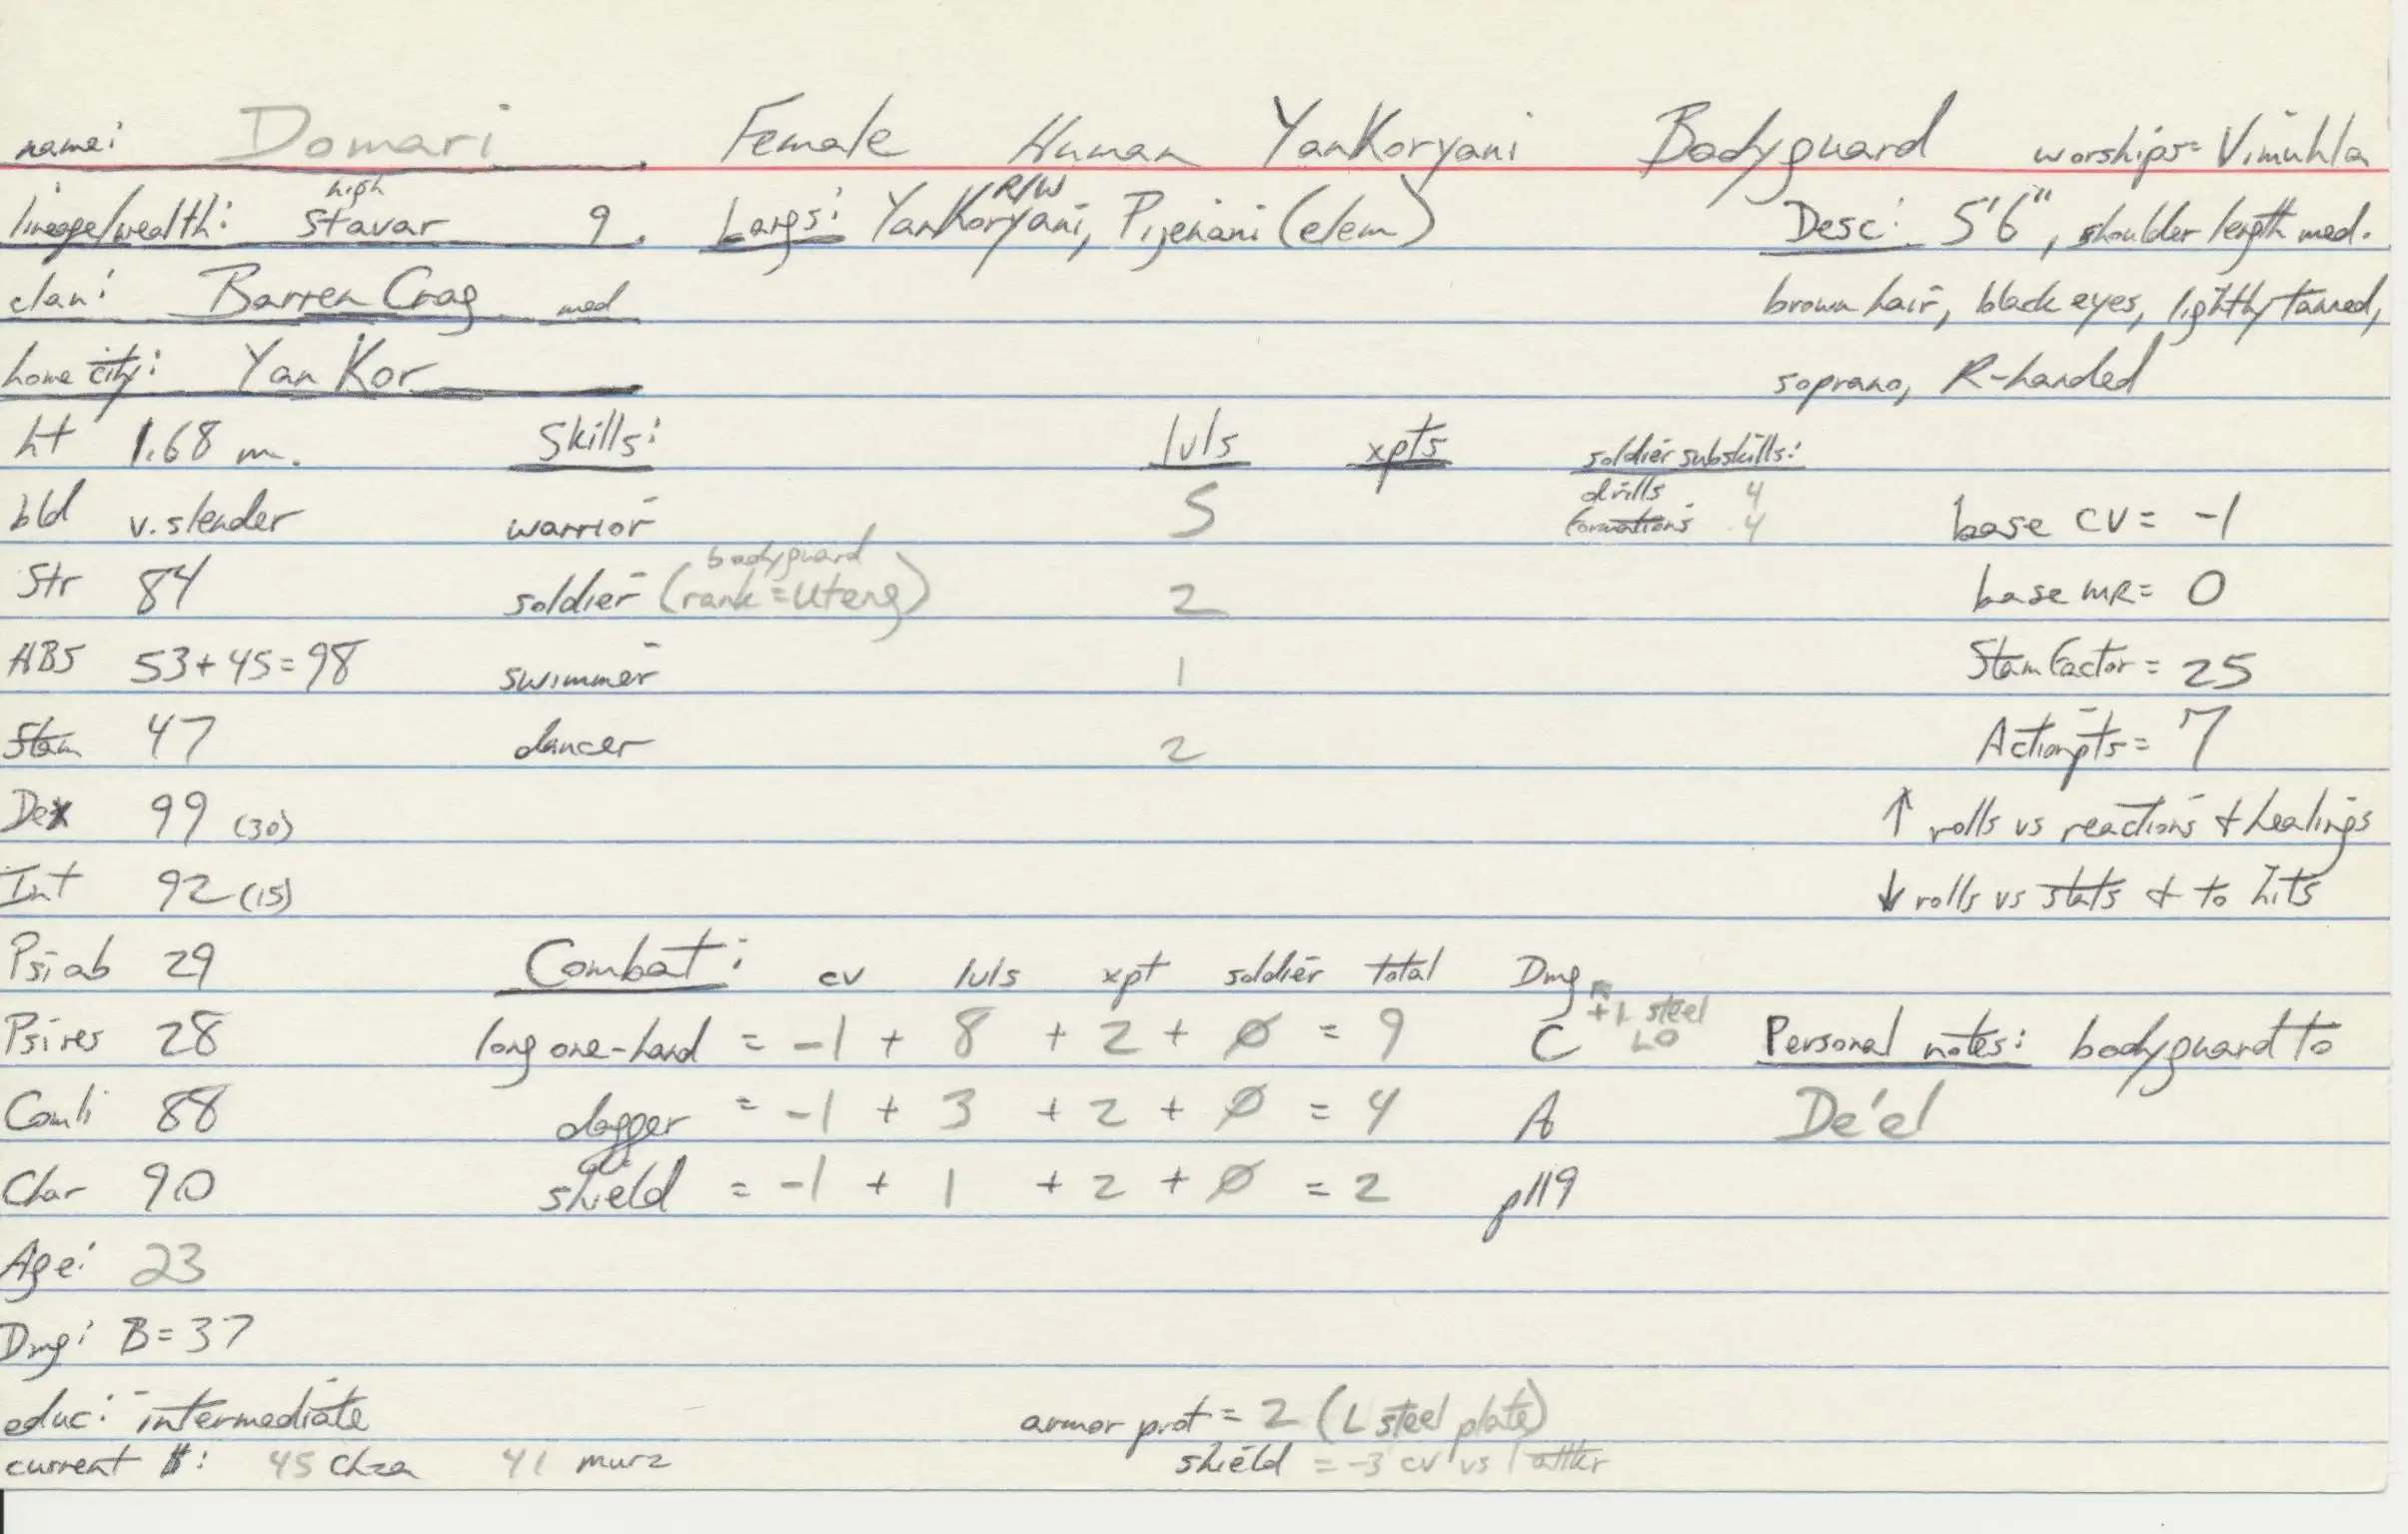 name: Domari Female Human YanKoryani Bodyguard worships= Vimuhla
high
lineage/wealth: Stavar 9. Langs: YanKoryani, R/W Pijenani (elem) Desc: 5'6", shoulder length med.
clan: Barren Crag med brown hair, black eyes, lightly tanned,
home city: Yan Kor soprano, R-handed
ht 1.68 m. Skills: lvls xpts soldier substills:
bld v. slender warrior 5 drills 4 base CV= -1
formations 4
Str 84 soldier (bodyguard rank = Uteng) 2 base MR= 0
HBS 53+45=98 swimmer 1 Stam factor = 25
Stam 47 dancer 2 Action pts= 7
Dex 99 (30) ↑ rolls vs reactions + healings
Int 92 (15) ↓ rolls vs stats + to hits
Psi ab 29 Combat: cv lvls xpt soldier total Dmg
Psi res 28 long one-hand = -1 + 8 + 2 + Ø = 9 C +1 steel Personal notes: bodyguard to
Comli 88 dagger = -1 + 3 + 2 + Ø = 4 A De'el
Char 90 shield = -1 + 1 + 2 + Ø = 2 p119
Age: 23
Dmg: B=37
educ: intermediate armor prot = 2 (L steel plate)
current $: 45 Chza 41 murz shield = -3 cv vs 1 attkr